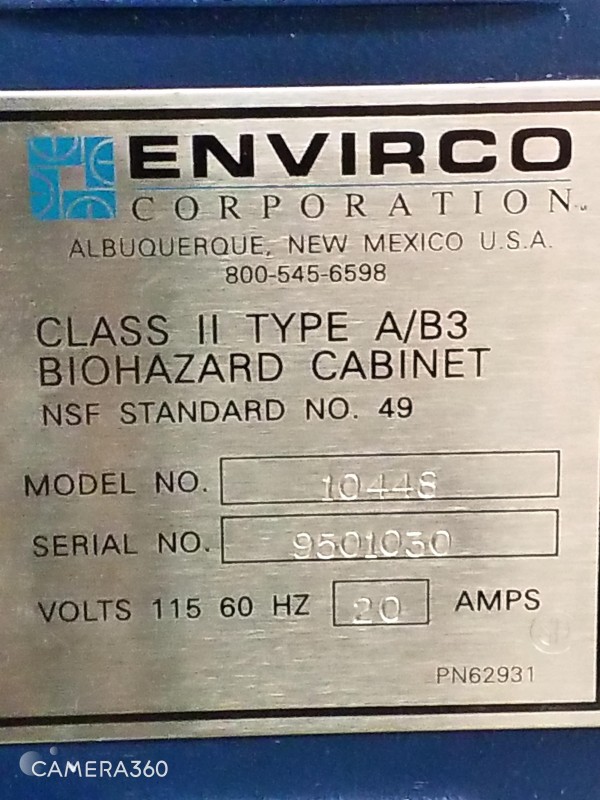 ENVIRCO
CORPORATION
ALBUQUERQUE, NEW MEXICO U.S.A.
800-545-6598
CLASS II TYPE A/B3
BIOHAZARD CABINET
NSF STANDARD NO. 49
MODEL NO. 10448
SERIAL NO. 9501030
VOLTS 115 60 HZ 20 AMPS
PN62931
CAMERA360